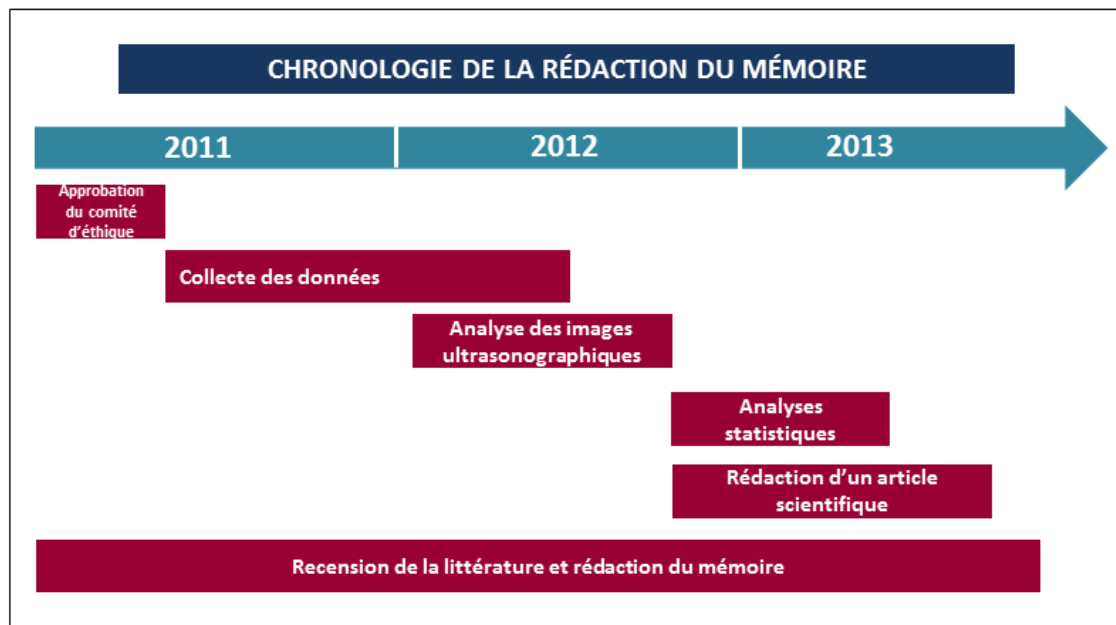 CHRONOLOGIE DE LA RÉDACTION DU MÉMOIRE
2011 2012 2013
Approbation
du comité
d'éthique
Collecte des données
Analyse des images
ultrasonographiques
Analyses
statistiques
Rédaction d'un article
scientifique
Recension de la littérature et rédaction du mémoire